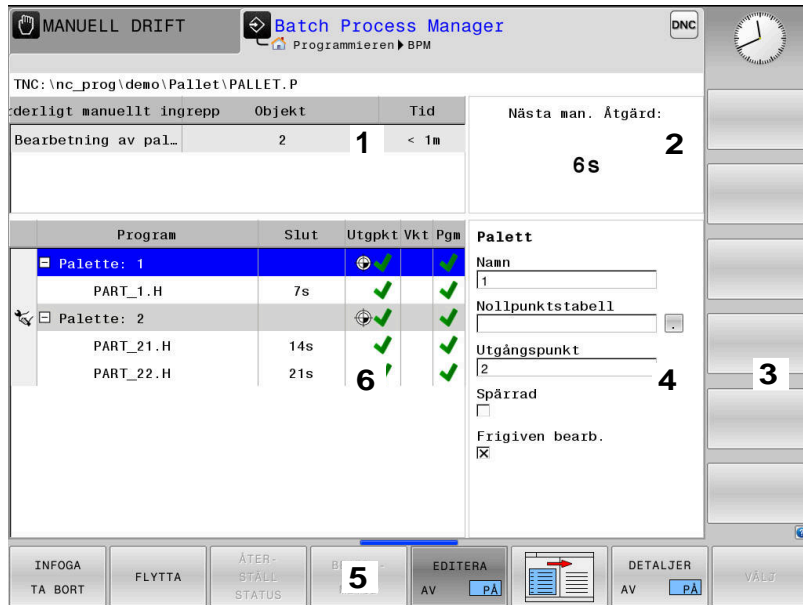 MANUELL DRIFT
Batch Process Manager
DNC
Programmieren BPM
TNC:\nc_prog\demo\Pallet\PALLET.P
derligt manuellt ingrepp Objekt Tid
Bearbetning av pal… 2 < 1m
1
Nästa man. Åtgärd:
2
6s
Program Slut Utgpkt Vkt Pgm
Palette: 1
PART_1.H 7s
Palette: 2
PART_21.H 14s
PART_22.H 21s
6
Palett
Namn
1
Nollpunktstabell
.
Utgångspunkt
2
4
Spärrad
Frigiven bearb.
3
INFOGA
TA BORT
FLYTTA
ÅTER-
STÄLL
STATUS
5
EDITERA
AV PÅ
DETALJER
AV PÅ
VÄLJ